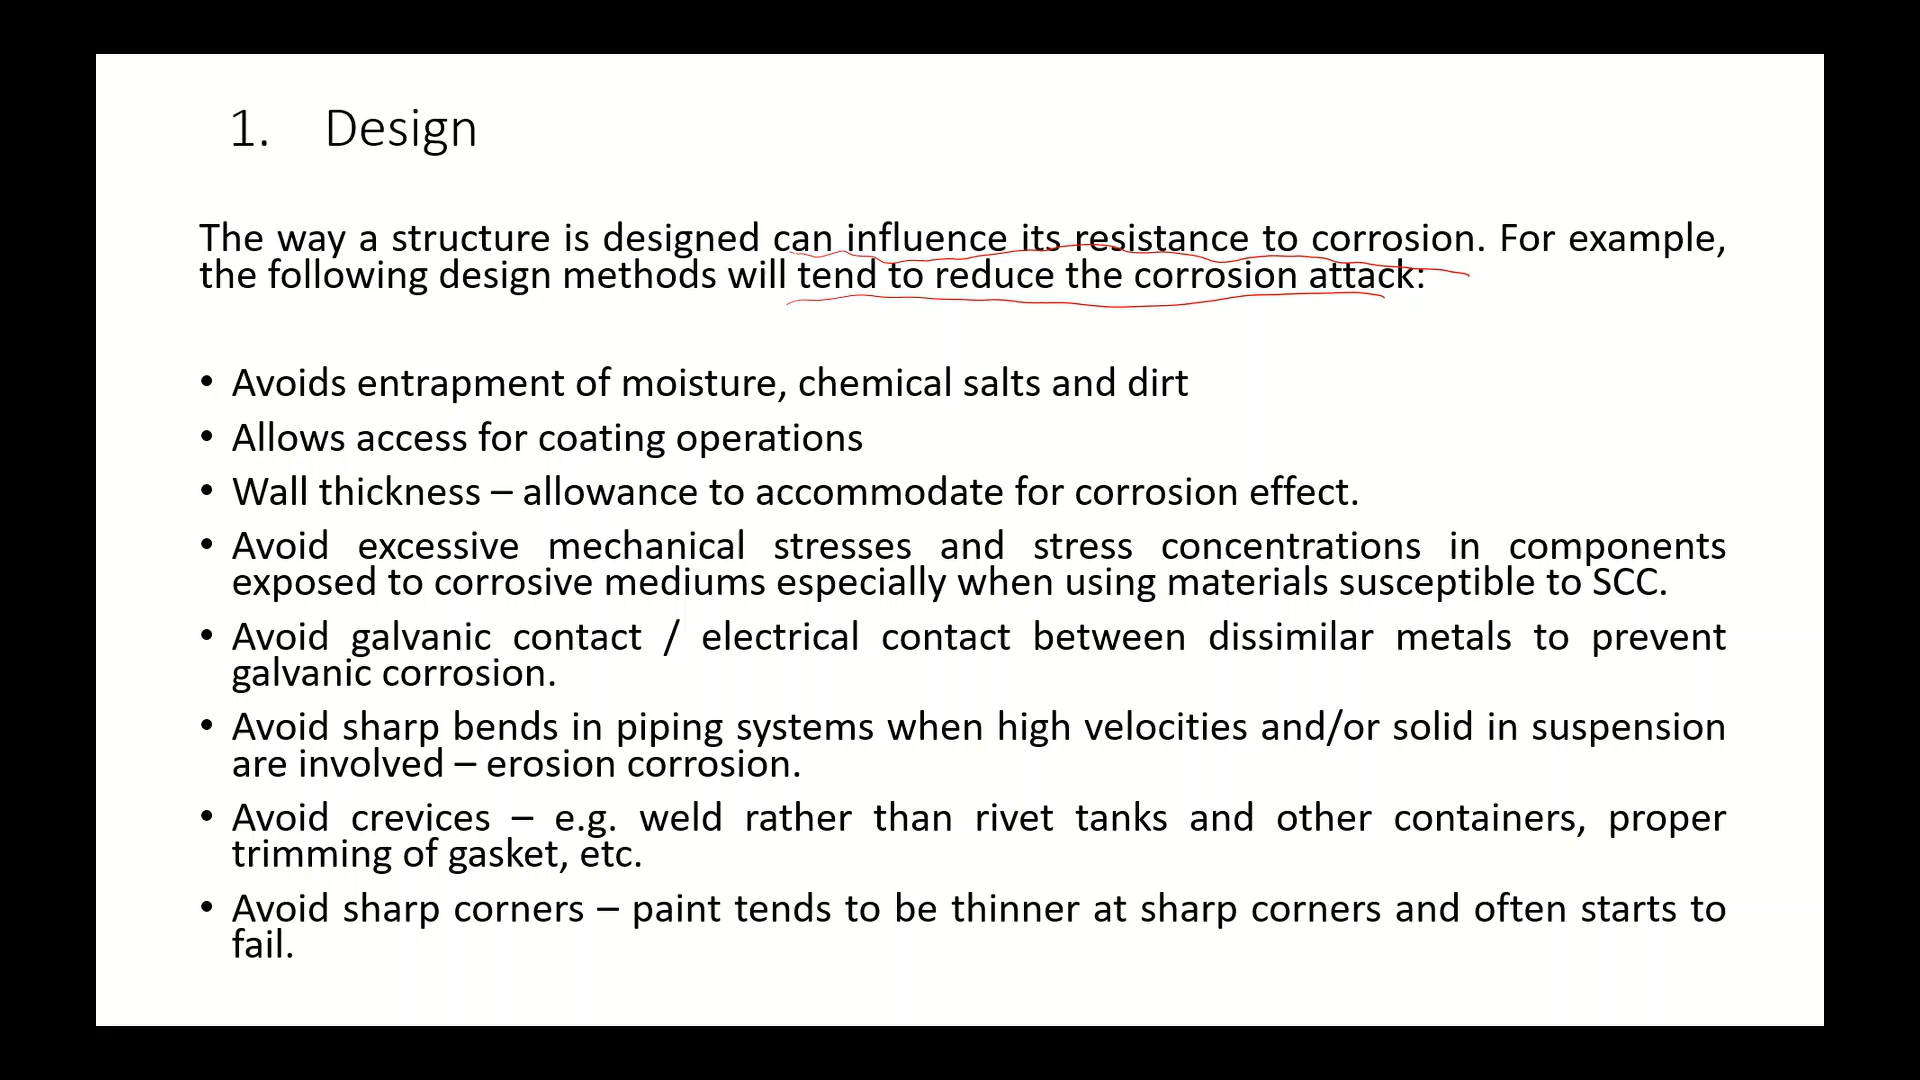 1. Design
The way a structure is designed can influence its resistance to corrosion. For example,
the following design methods will tend to reduce the corrosion attack:
• Avoids entrapment of moisture, chemical salts and dirt
• Allows access for coating operations
• Wall thickness – allowance to accommodate for corrosion effect.
• Avoid excessive mechanical stresses and stress concentrations in components
exposed to corrosive mediums especially when using materials susceptible to SCC.
• Avoid galvanic contact / electrical contact between dissimilar metals to prevent
galvanic corrosion.
• Avoid sharp bends in piping systems when high velocities and/or solid in suspension
are involved – erosion corrosion.
• Avoid crevices – e.g. weld rather than rivet tanks and other containers, proper
trimming of gasket, etc.
• Avoid sharp corners – paint tends to be thinner at sharp corners and often starts to
fail.